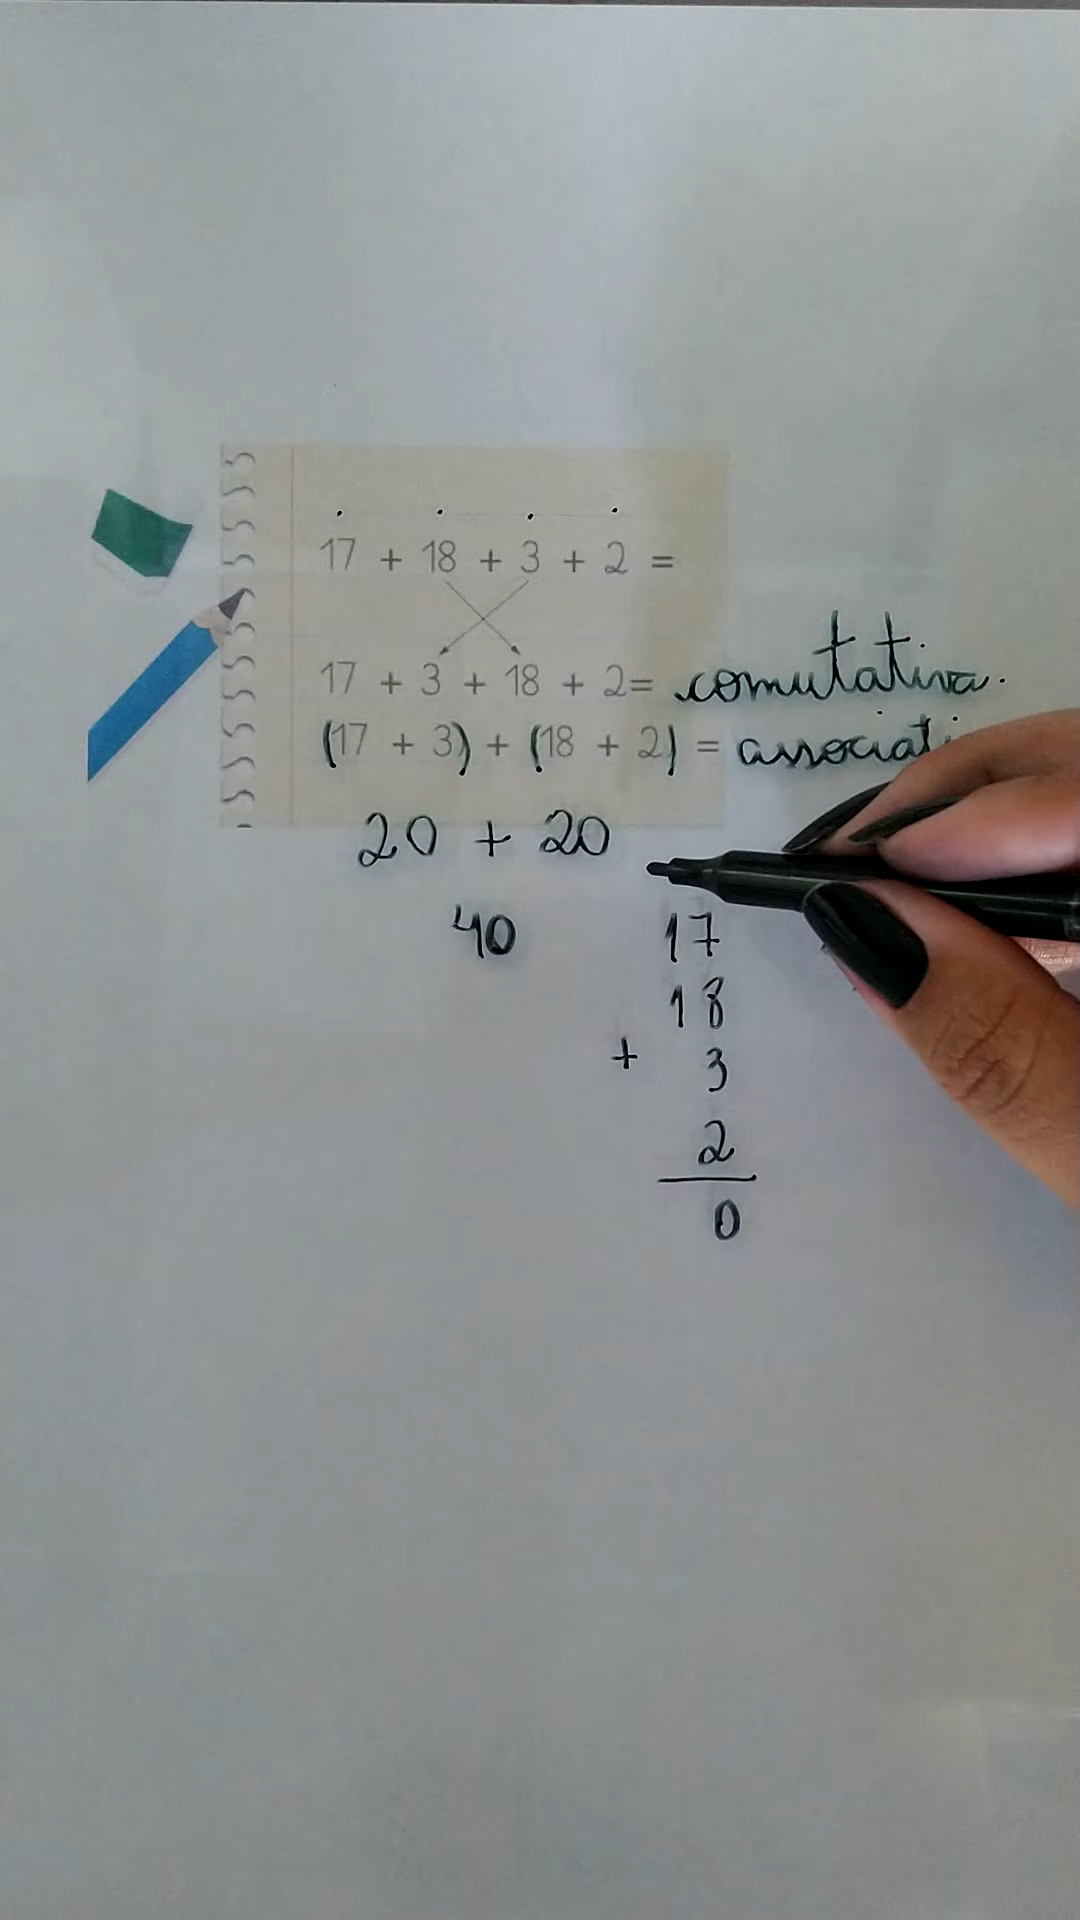 17 + 18 + 3 + 2 =
17 + 3 + 18 + 2= comutativa.
(17 + 3) + (18 + 2) =
20 + 20
40
17
18
+ 3
2
0